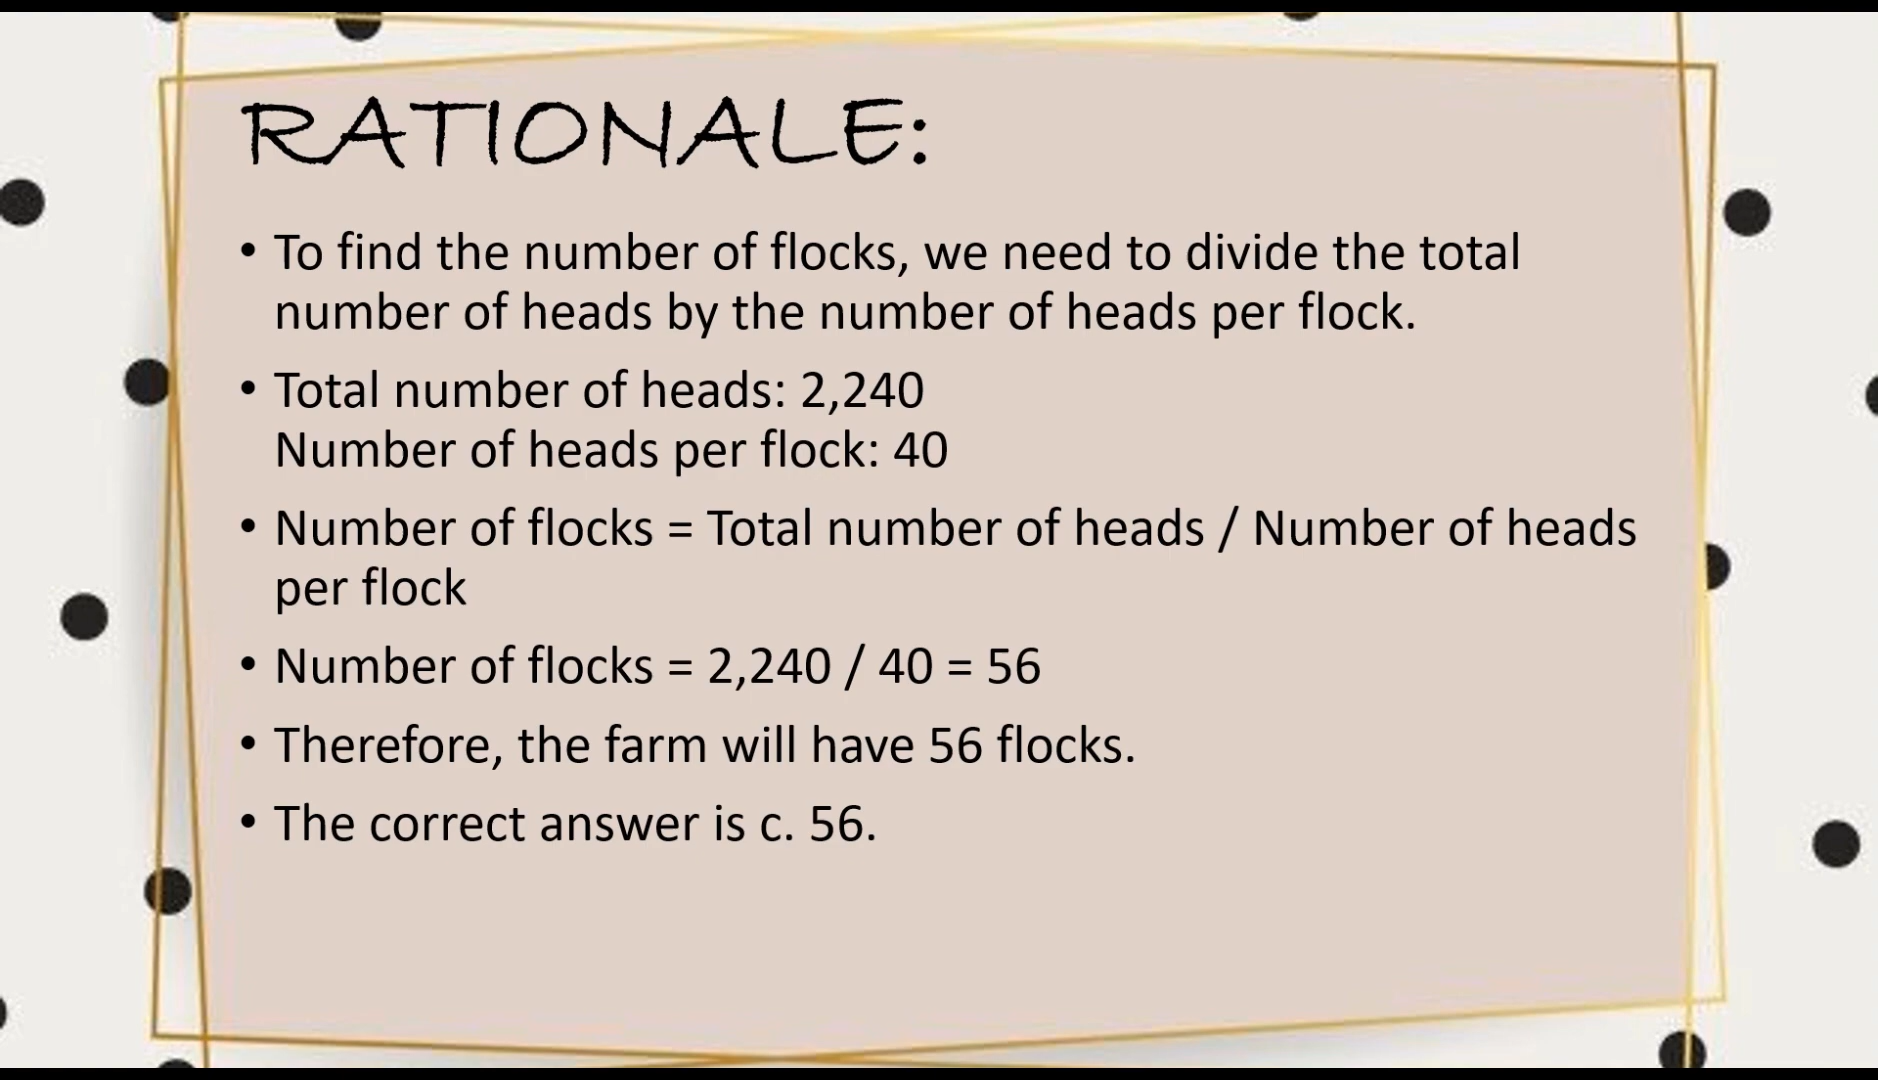 RATIONALE:
• To find the number of flocks, we need to divide the total
number of heads by the number of heads per flock.
• Total number of heads: 2,240
Number of heads per flock: 40
• Number of flocks = Total number of heads / Number of heads
per flock
• Number of flocks = 2,240 / 40 = 56
• Therefore, the farm will have 56 flocks.
• The correct answer is c. 56.